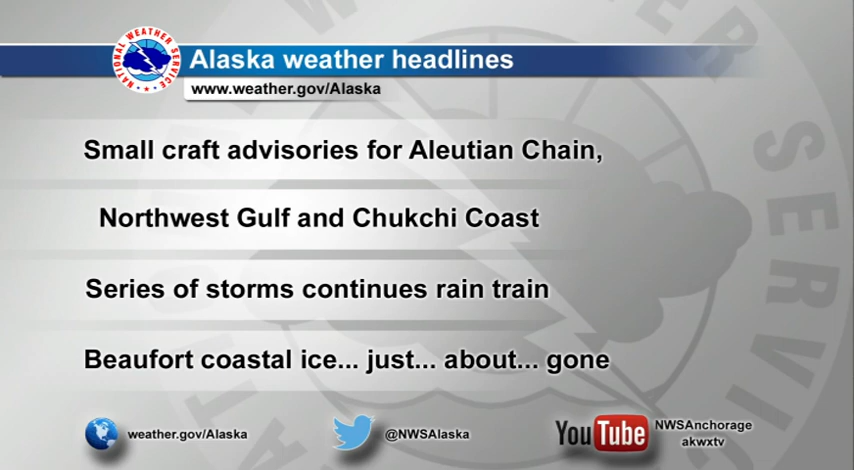 NATIONAL WEATHER SERVICE
Alaska weather headlines
www.weather.gov/Alaska
Small craft advisories for Aleutian Chain,
Northwest Gulf and Chukchi Coast
Series of storms continues rain train
Beaufort coastal ice... just... about... gone
weather.gov/Alaska
@NWSAlaska
YouTube
NWSAnchorage
akwxtv